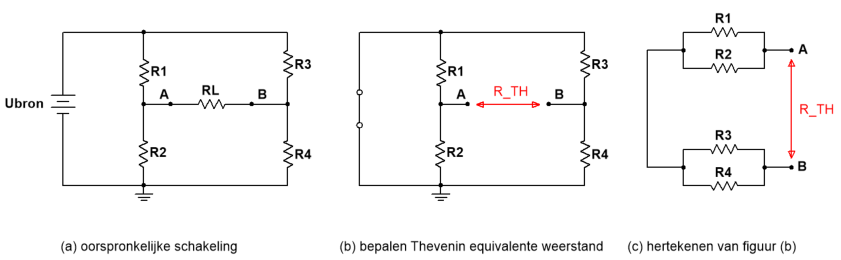 Ubron
R1
R2
A
RL
B
R3
R4
(a) oorspronkelijke schakeling
R1
R2
A
R_TH
B
R3
R4
(b) bepalen Thevenin equivalente weerstand
R1
R2
A
R_TH
R3
R4
B
(c) hertekenen van figuur (b)